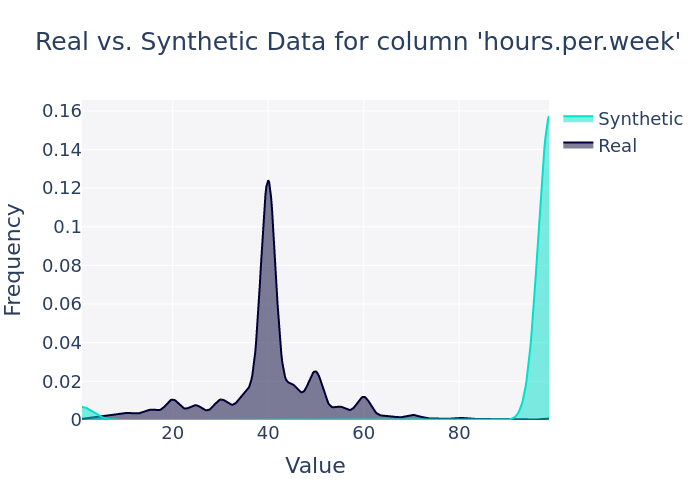 Real vs. Synthetic Data for column 'hours.per.week'
0.16
0.14
0.12
0.1
0.08
0.06
0.04
0.02
0
Frequency
20
40
60
80
Value
Synthetic
Real